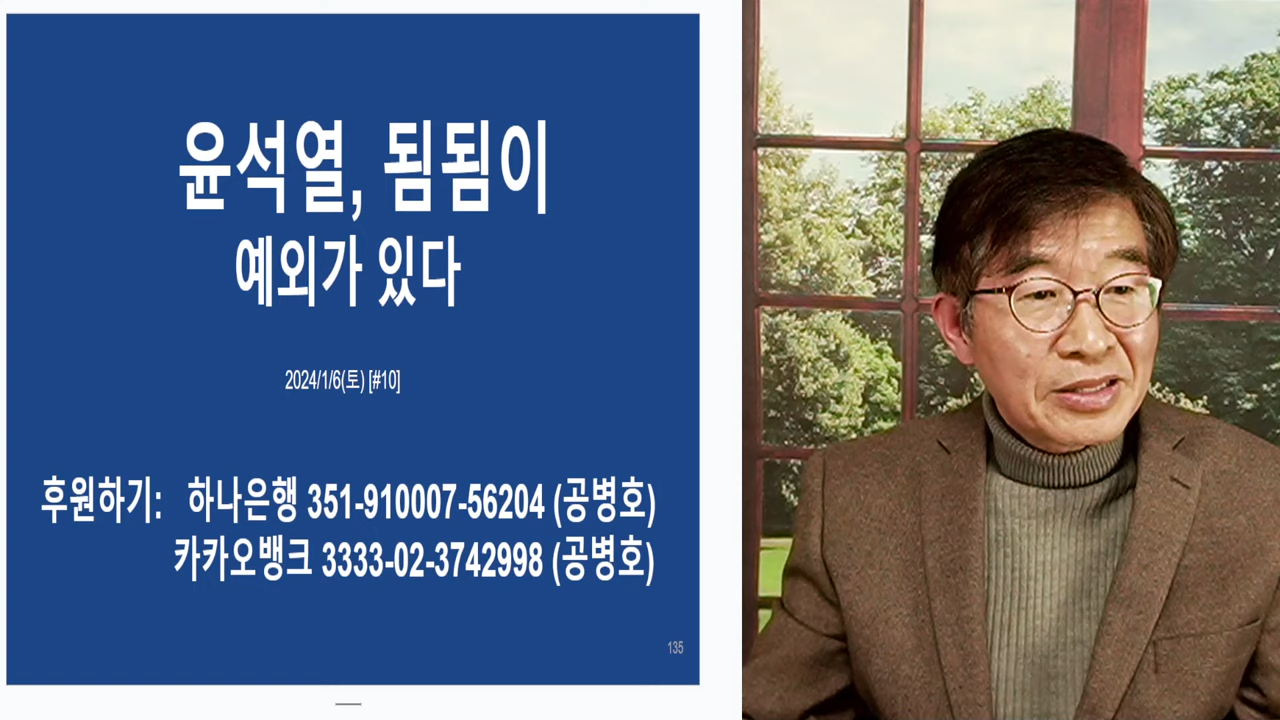 윤석열, 됨됨이
예외가 있다
2024/1/6(토) [#10]
후원하기: 하나은행 351-910007-56204 (공병호)
카카오뱅크 3333-02-3742998 (공병호)
135